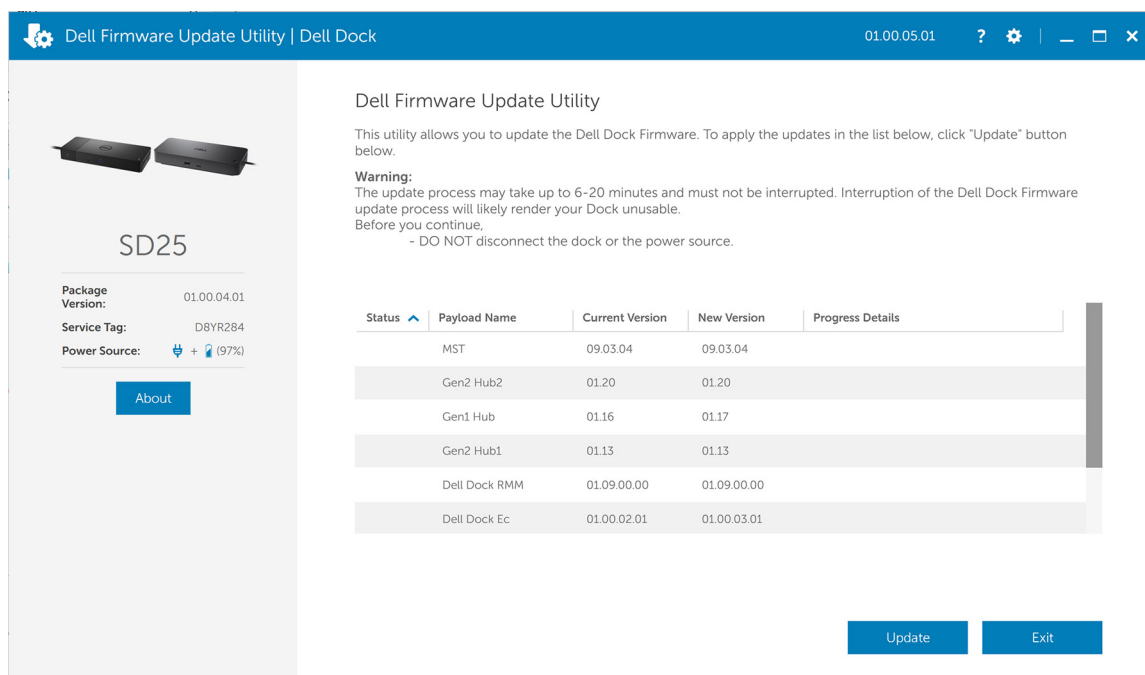 Dell Firmware Update Utility | Dell Dock
01.00.05.01
?
SD25
Package Version: 01.00.04.01
Service Tag: D8YR284
Power Source: + (97%)
About
Dell Firmware Update Utility
This utility allows you to update the Dell Dock Firmware. To apply the updates in the list below, click "Update" button
below.
Warning:
The update process may take up to 6-20 minutes and must not be interrupted. Interruption of the Dell Dock Firmware
update process will likely render your Dock unusable.
Before you continue,
- DO NOT disconnect the dock or the power source.
Status Payload Name Current Version New Version Progress Details
MST 09.03.04 09.03.04
Gen2 Hub2 01.20 01.20
Gen1 Hub 01.16 01.17
Gen2 Hub1 01.13 01.13
Dell Dock RMM 01.09.00.00 01.09.00.00
Dell Dock Ec 01.00.02.01 01.00.03.01
Update Exit